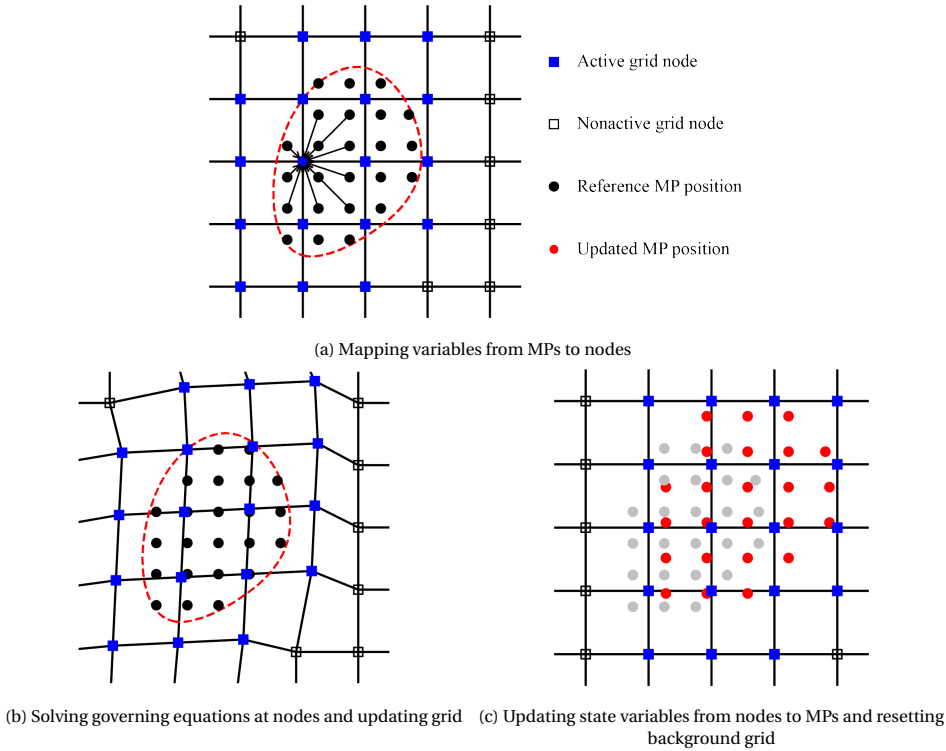 Active grid node
Nonactive grid node
Reference MP position
Updated MP position
(a) Mapping variables from MPs to nodes
(b) Solving governing equations at nodes and updating grid
(c) Updating state variables from nodes to MPs and resetting
background grid